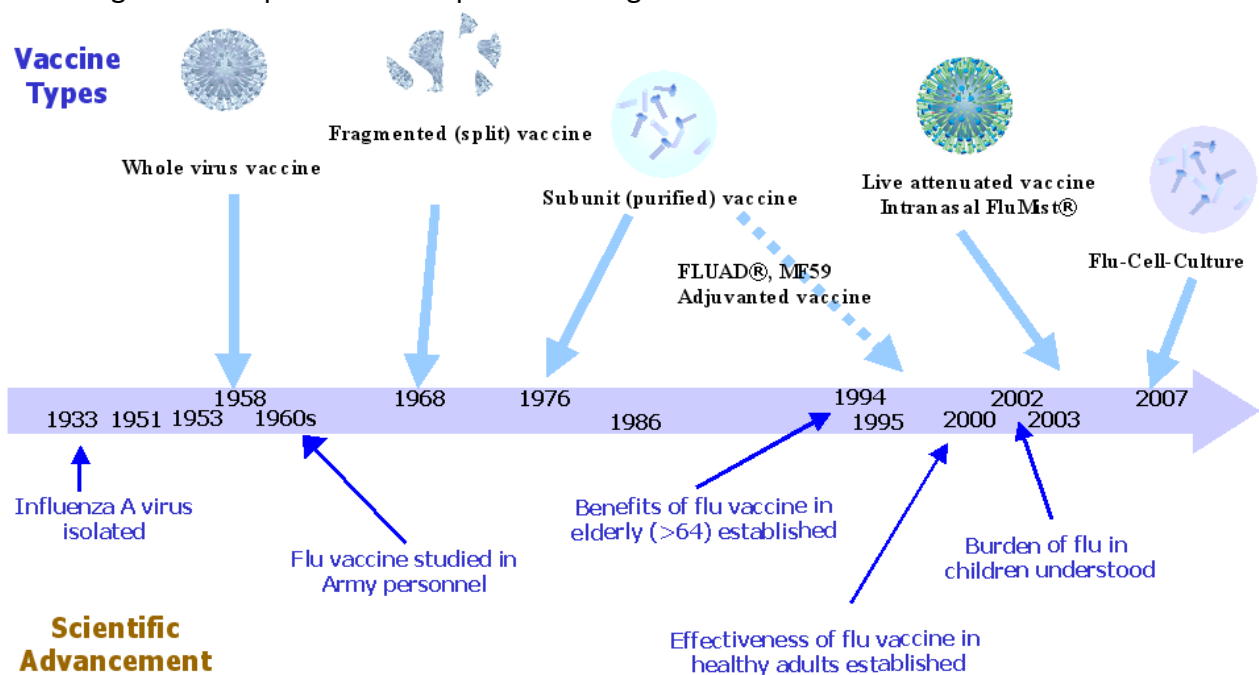 Vaccine
Types
Whole virus vaccine
Fragmented (split) vaccine
Subunit (purified) vaccine
FLUAD®, MF59
Adjuvanted vaccine
Live attenuated vaccine
Intranasal FluMist®
Flu-Cell-Culture
1958 1968 1976 1994 2002 2007
1933 1951 1953 1960s 1986 1995 2000 2003
Influenza A virus
isolated
Flu vaccine studied in
Army personnel
Benefits of flu vaccine in
elderly (>64) established
Burden of flu in
children understood
Effectiveness of flu vaccine in
healthy adults established
Scientific
Advancement